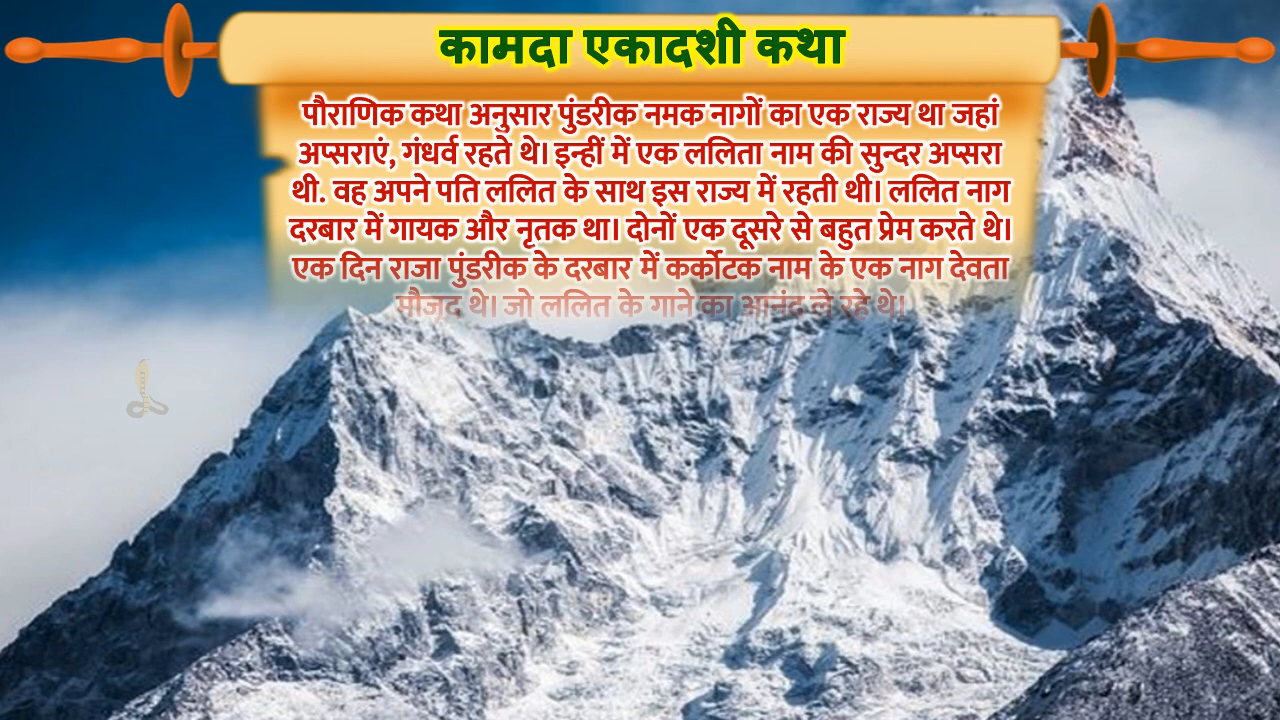 कामदा एकादशी कथा
पौराणिक कथा अनुसार पुंडरीक नमक नागों का एक राज्य था जहां
अप्सराएं, गंधर्व रहते थे। इन्हीं में एक ललिता नाम की सुन्दर अप्सरा
थी. वह अपने पति ललित के साथ इस राज्य में रहती थी। ललित नाग
दरबार में गायक और नृतक था। दोनों एक दूसरे से बहुत प्रेम करते थे।
एक दिन राजा पुंडरीक के दरबार में कर्कोटक नाम के एक नाग देवता
मौजूद थे। जो ललित के गाने का आनंद ले रहे थे।